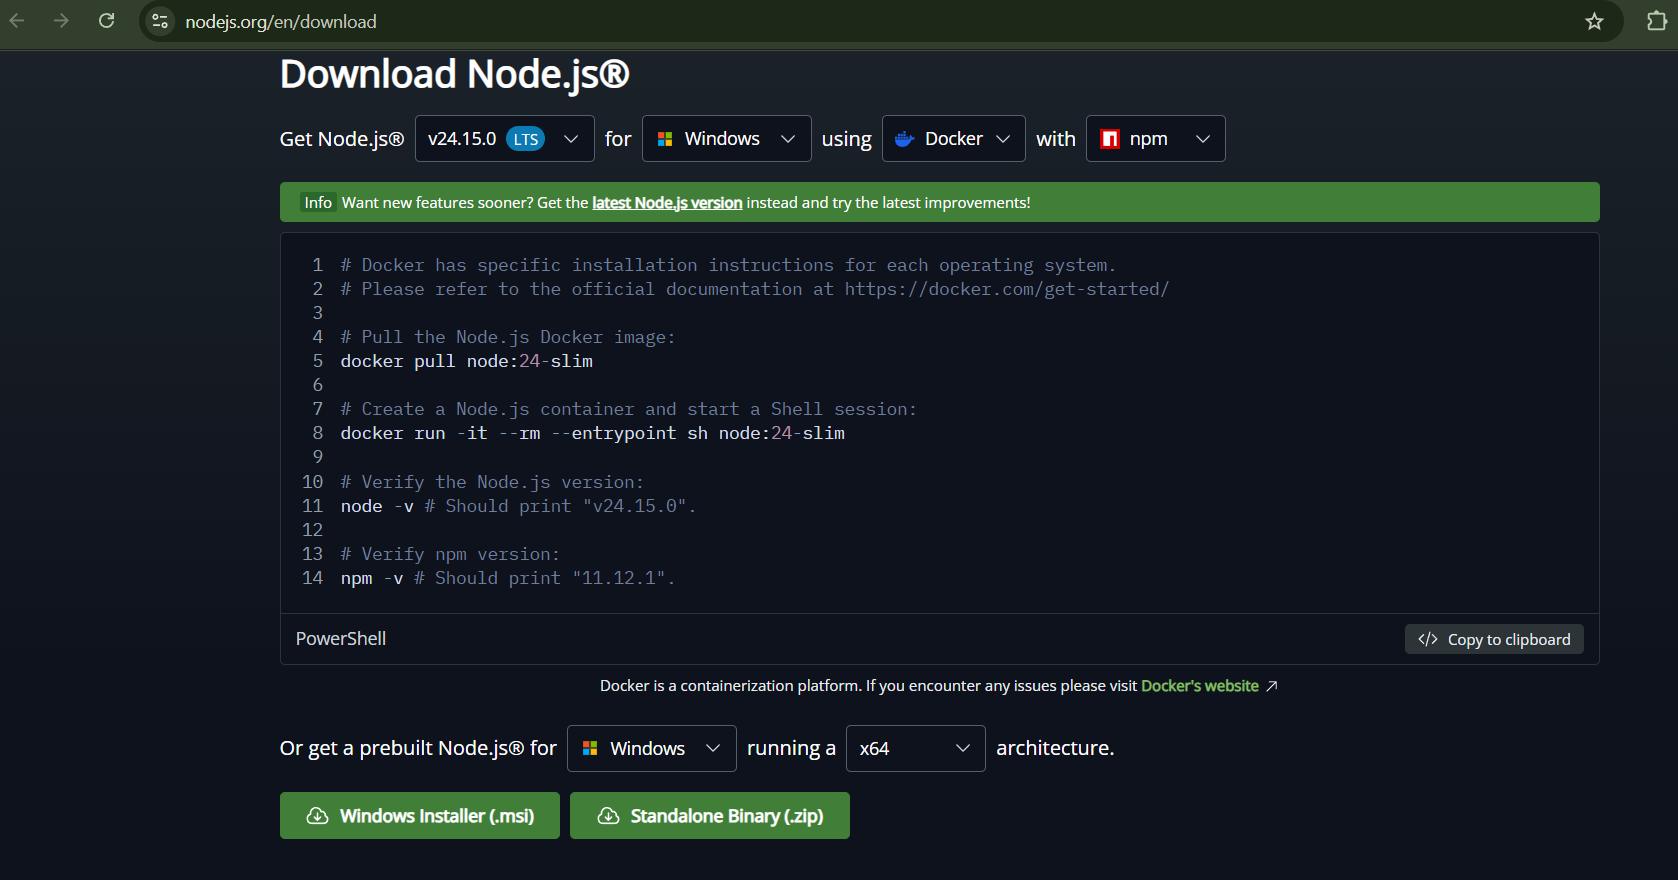 nodejs.org/en/download
Download Node.js®
Get Node.js® v24.15.0 LTS for Windows using Docker with npm
Info Want new features sooner? Get the latest Node.js version instead and try the latest improvements!
1 # Docker has specific installation instructions for each operating system.
2 # Please refer to the official documentation at https://docker.com/get-started/
3
4 # Pull the Node.js Docker image:
5 docker pull node:24-slim
6
7 # Create a Node.js container and start a Shell session:
8 docker run -it --rm --entrypoint sh node:24-slim
9
10 # Verify the Node.js version:
11 node -v # Should print "v24.15.0".
12
13 # Verify npm version:
14 npm -v # Should print "11.12.1".
PowerShell </> Copy to clipboard
Docker is a containerization platform. If you encounter any issues please visit Docker's website
Or get a prebuilt Node.js® for Windows running a x64 architecture.
Windows Installer (.msi) Standalone Binary (.zip)